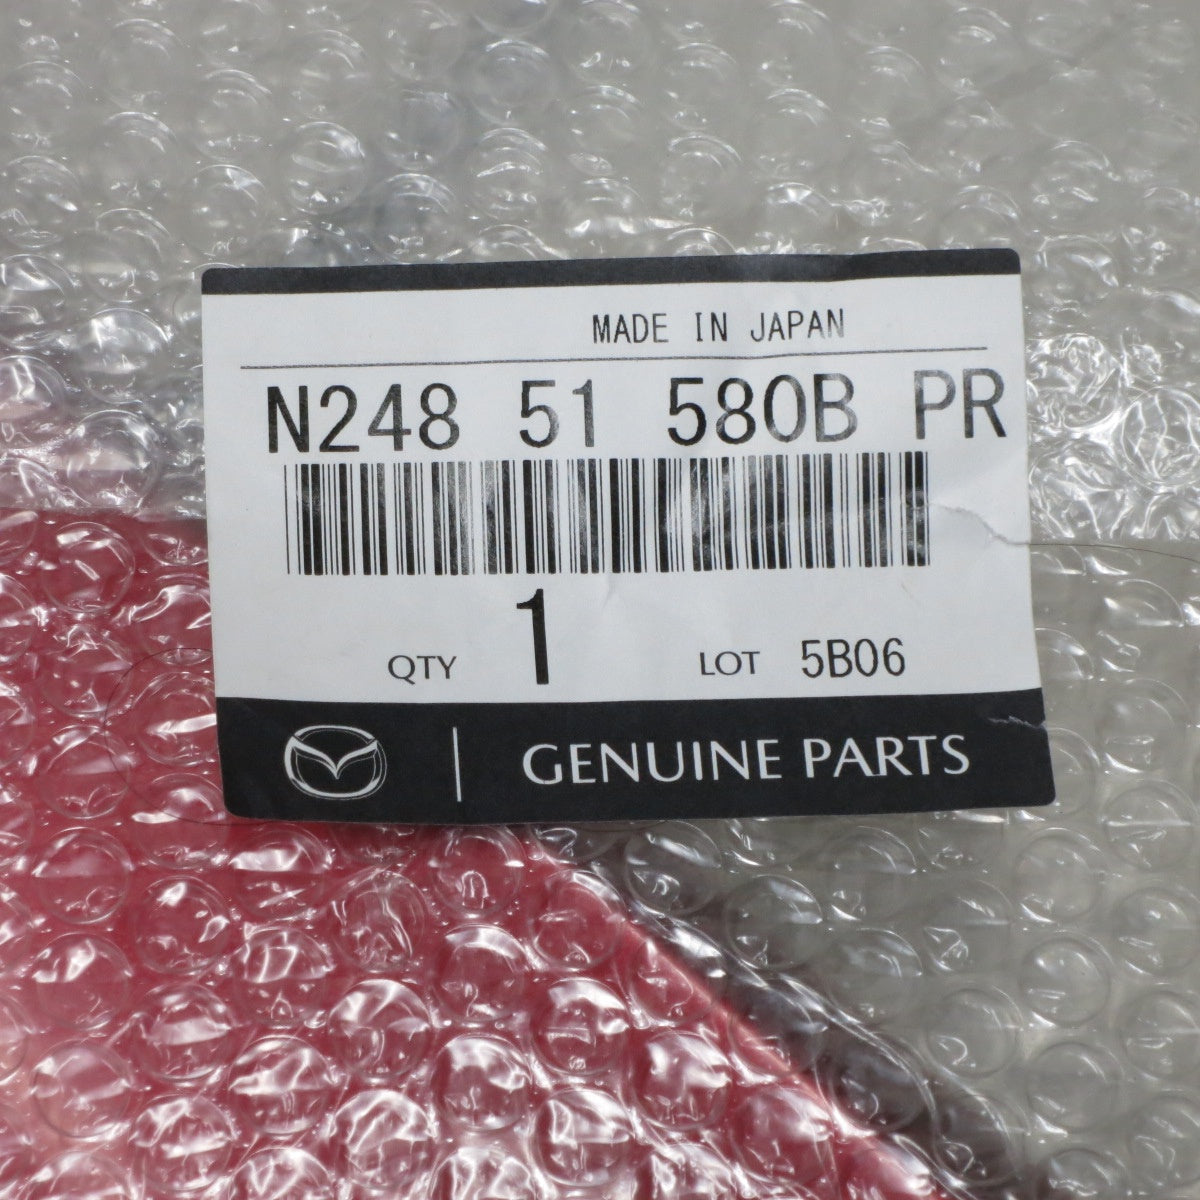 MADE IN JAPAN
N248 51 580B PR
QTY 1 LOT 5B06
GENUINE PARTS